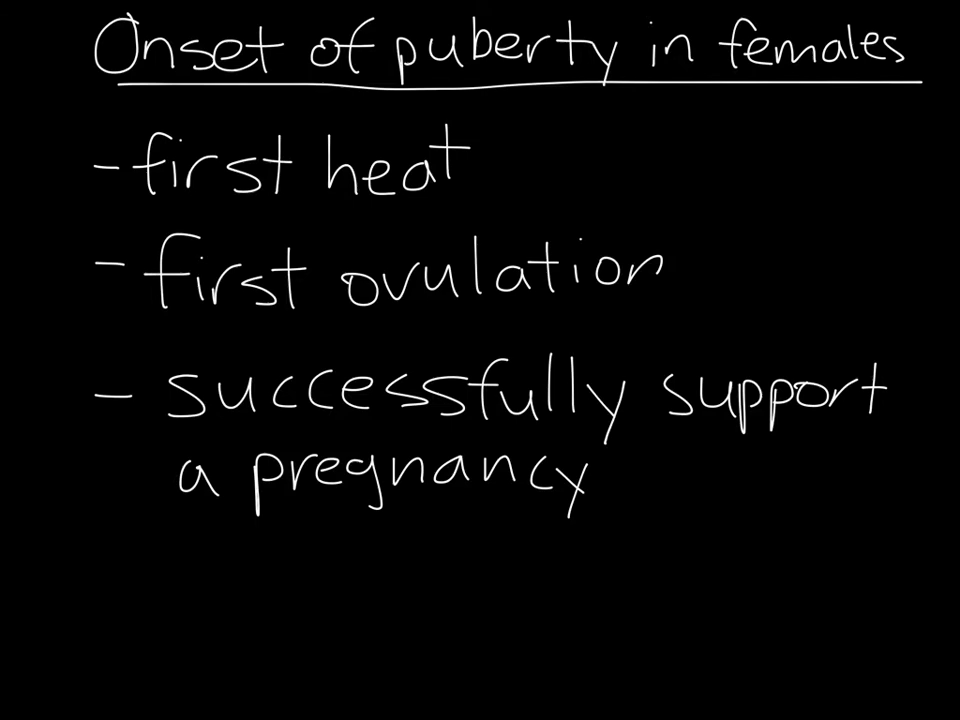 Onset of puberty in females
- first heat
- first ovulation
- successfully support
a pregnancy